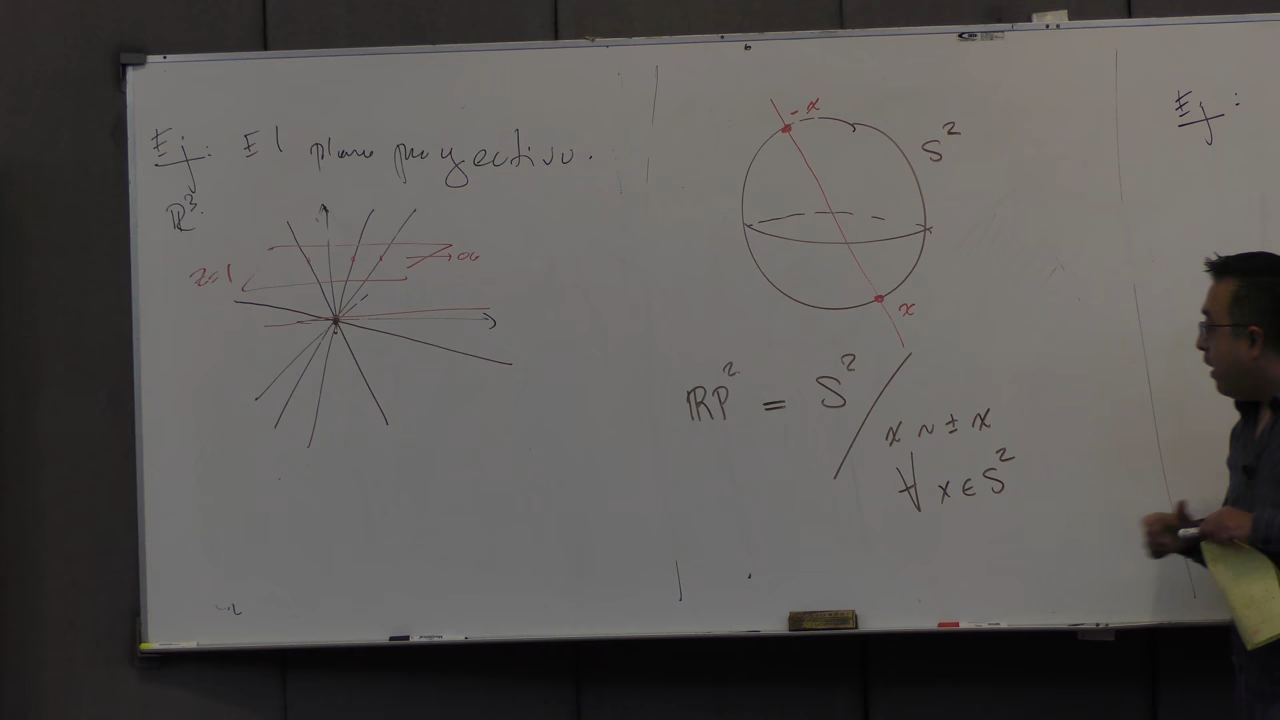 Ej: El plano proyectivo.
ℝ³
z=1
∞
-x
S²
x
ℝP² = S² / x ~ ± x
∀ x ∈ S²
Ej: